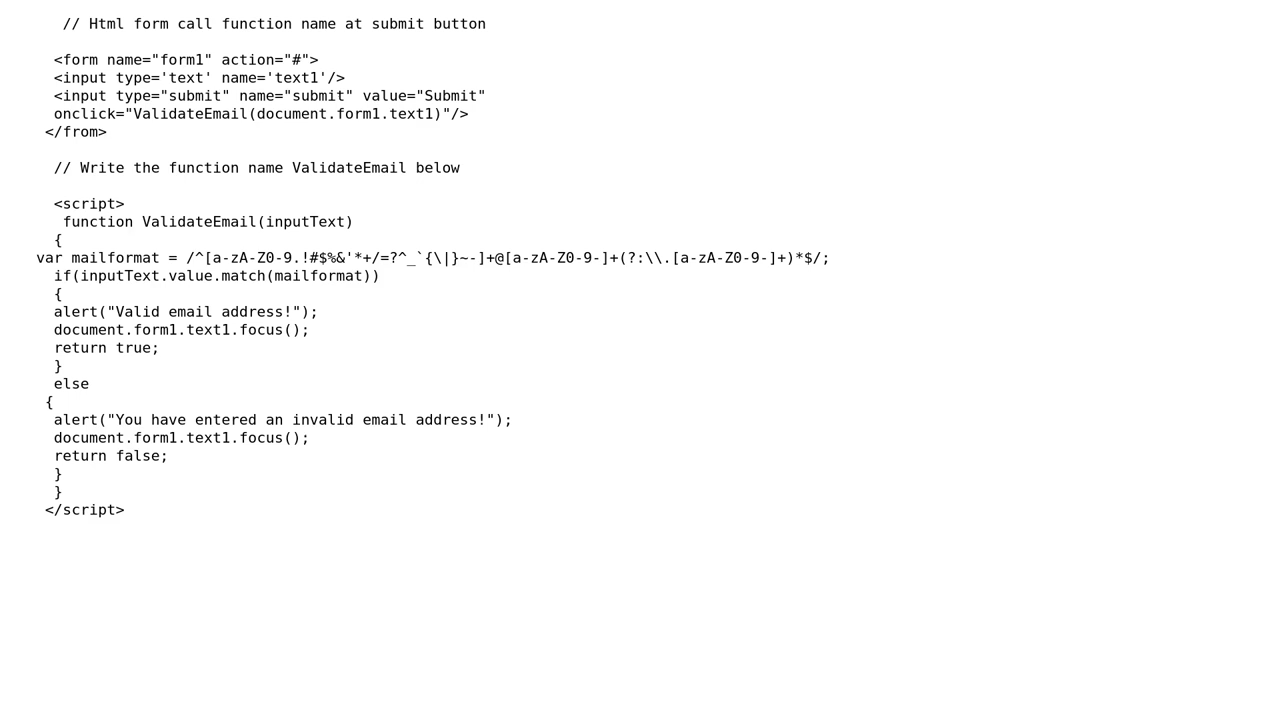 // Html form call function name at submit button
<form name="form1" action="#">
<input type='text' name='text1'/>
<input type="submit" name="submit" value="Submit"
onclick="ValidateEmail(document.form1.text1)"/>
</from>
// Write the function name ValidateEmail below
<script>
function ValidateEmail(inputText)
{
var mailformat = /^[a-zA-Z0-9.!#$%&'*+/=?^_`{\|}~-]+@[a-zA-Z0-9-]+(?:\\.[a-zA-Z0-9-]+)*$/;
if(inputText.value.match(mailformat))
{
alert("Valid email address!");
document.form1.text1.focus();
return true;
}
else
{
alert("You have entered an invalid email address!");
document.form1.text1.focus();
return false;
}
}
</script>